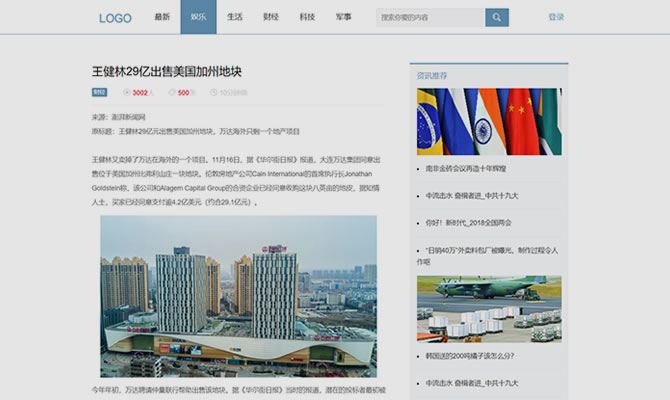 LOGO
最新
娱乐
生活
财经
科技
军事
搜索你要的内容
登录
王健林29亿出售美国加州地块
财经
3002人
500
10分钟前
来源：澎湃新闻网
原标题：王健林29亿元出售美国加州地块，万达海外只剩一个地产项目
王健林又卖掉了万达在海外的一个项目。11月16日，据《华尔街日报》报道，大连万达集团同意出
售位于美国加州比弗利山庄一块地块。伦敦房地产公司Cain International的首席执行长Jonathan
Goldstein称，该公司和Alagem Capital Group的合资企业已经同意收购这块八英亩的地皮。据知情
人士，买家已经同意支付逾4.2亿美元（约合29.1亿元）。
今年年初，万达聘请仲量联行帮助出售该地块。据《华尔街日报》当时的报道，潜在的投标者最初被
资讯推荐
南非金砖会议再造十年辉煌
中流击水 奋楫者进_中共十九大
你好！新时代_2018全国两会
“日销40万”外卖料包厂被曝光，制作过程令人
作呕
韩国送的200吨橘子该怎么分？
中流击水 奋楫者进_中共十九大